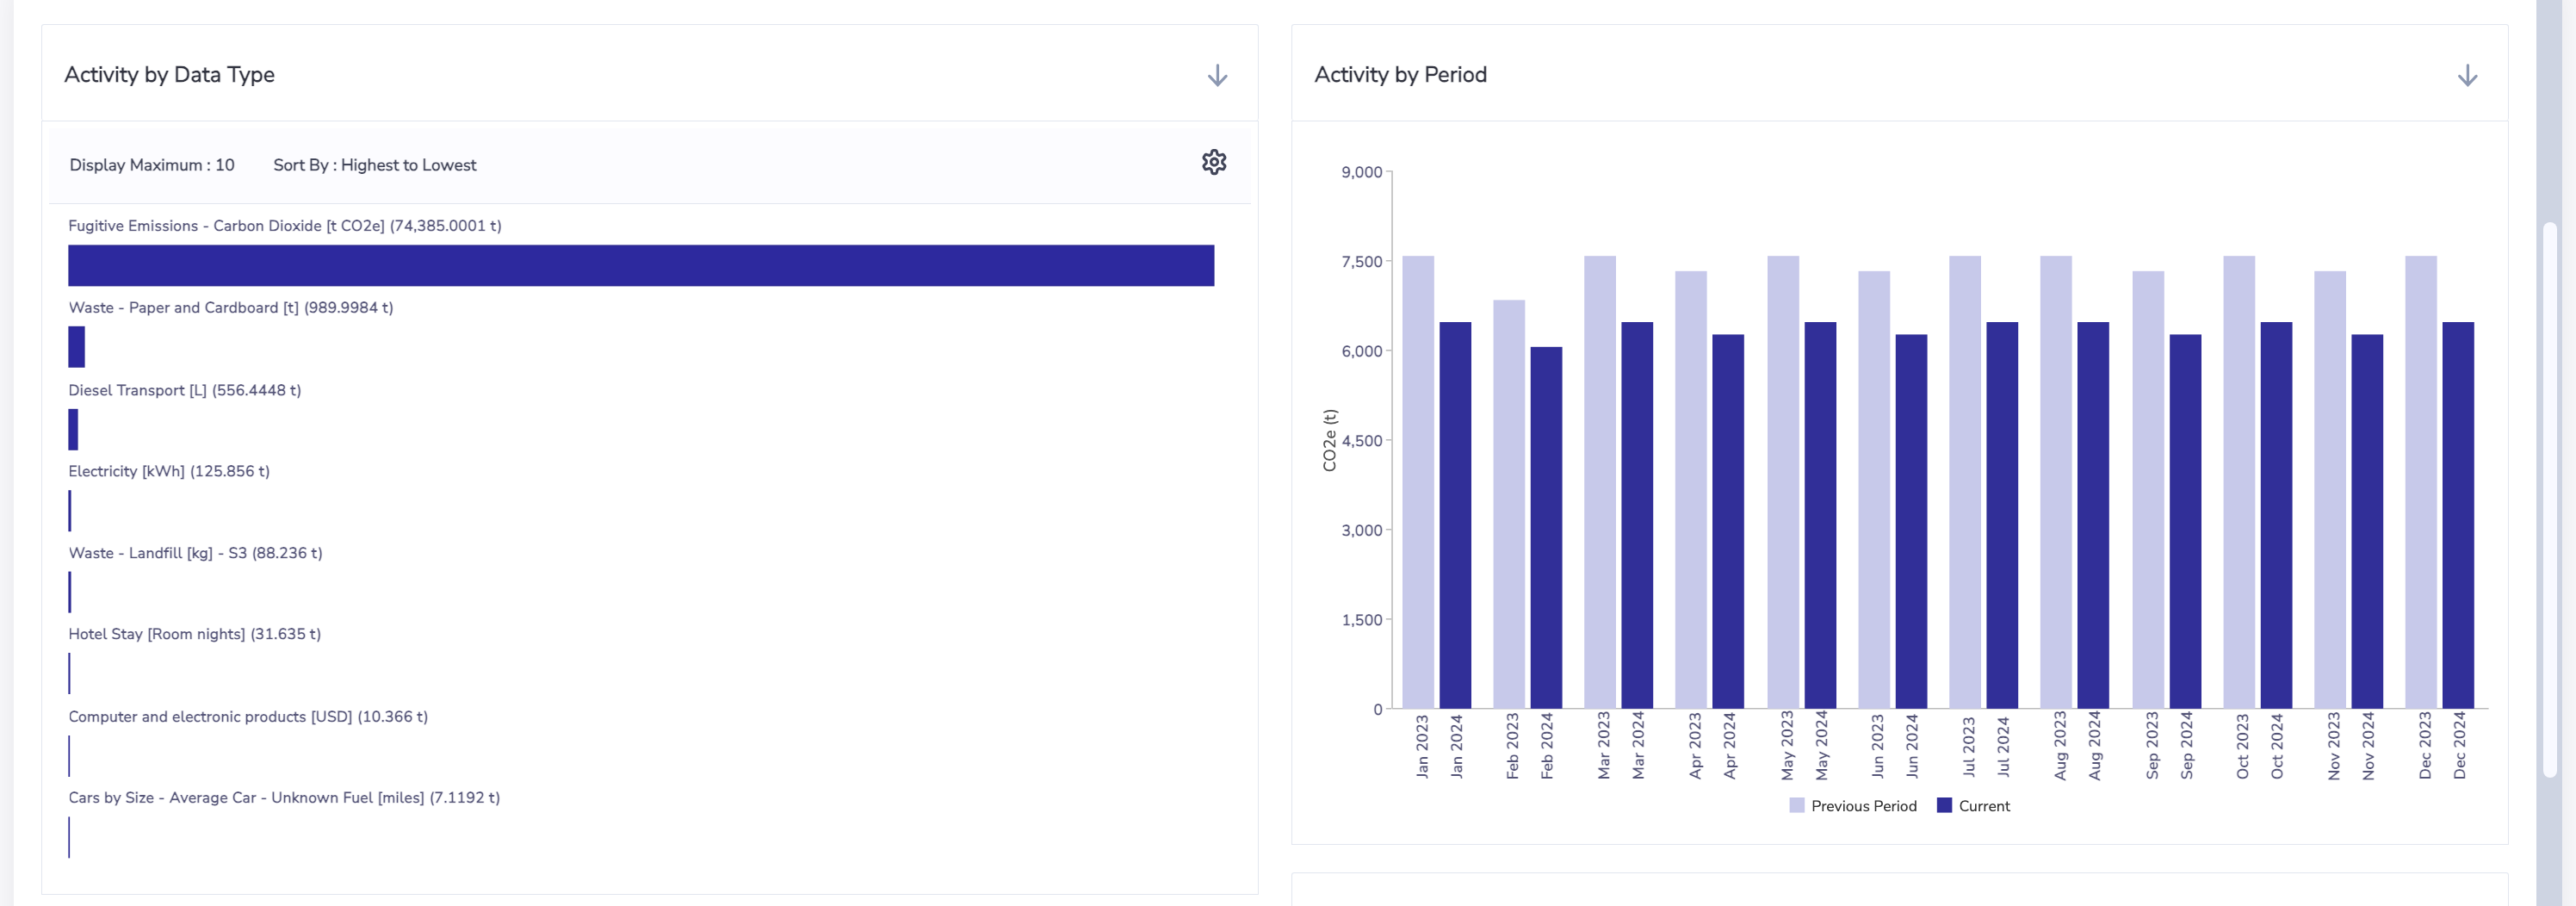 Activity by Data Type
Display Maximum : 10 Sort By : Highest to Lowest
Fugitive Emissions - Carbon Dioxide [t CO2e] (74,385.0001 t)
Waste - Paper and Cardboard [t] (989.9984 t)
Diesel Transport [L] (556.4448 t)
Electricity [kWh] (125.856 t)
Waste - Landfill [kg] - S3 (88.236 t)
Hotel Stay [Room nights] (31.635 t)
Computer and electronic products [USD] (10.366 t)
Cars by Size - Average Car - Unknown Fuel [miles] (7.1192 t)
Activity by Period
9,000
7,500
6,000
4,500
3,000
1,500
0
CO2e (t)
Jan 2023
Jan 2024
Feb 2023
Feb 2024
Mar 2023
Mar 2024
Apr 2023
Apr 2024
May 2023
May 2024
Jun 2023
Jun 2024
Jul 2023
Jul 2024
Aug 2023
Aug 2024
Sep 2023
Sep 2024
Oct 2023
Oct 2024
Nov 2023
Nov 2024
Dec 2023
Dec 2024
Previous Period Current